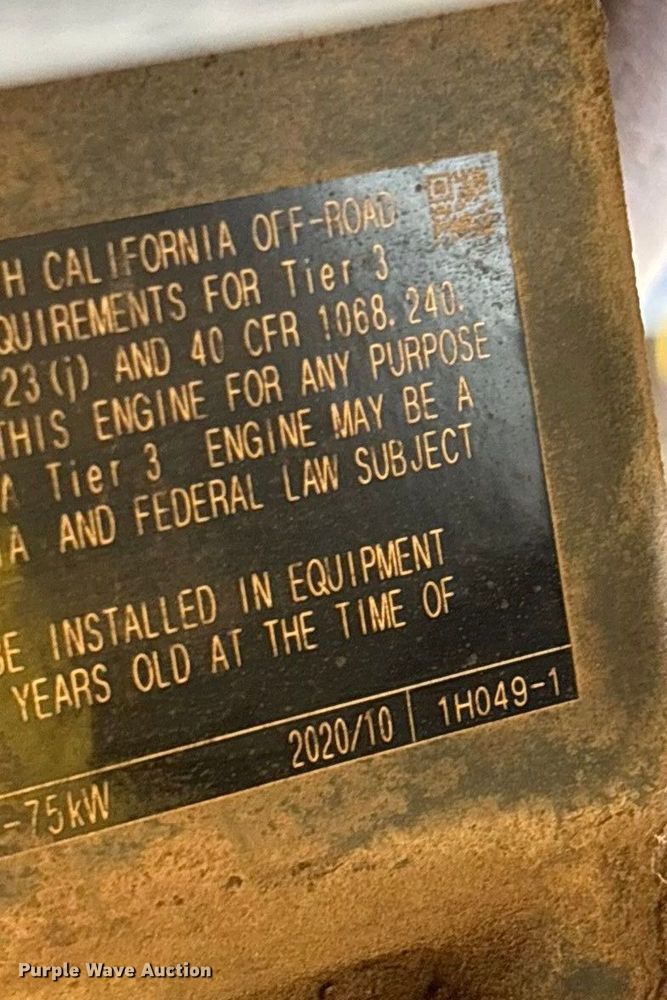 H CALIFORNIA OFF-ROAD
QUIREMENTS FOR Tier 3
23(j) AND 40 CFR 1068.240.
THIS ENGINE FOR ANY PURPOSE
A Tier 3 ENGINE MAY BE A
IA AND FEDERAL LAW SUBJECT
BE INSTALLED IN EQUIPMENT
YEARS OLD AT THE TIME OF
2020/10 1H049-1
-75kW
Purple Wave Auction